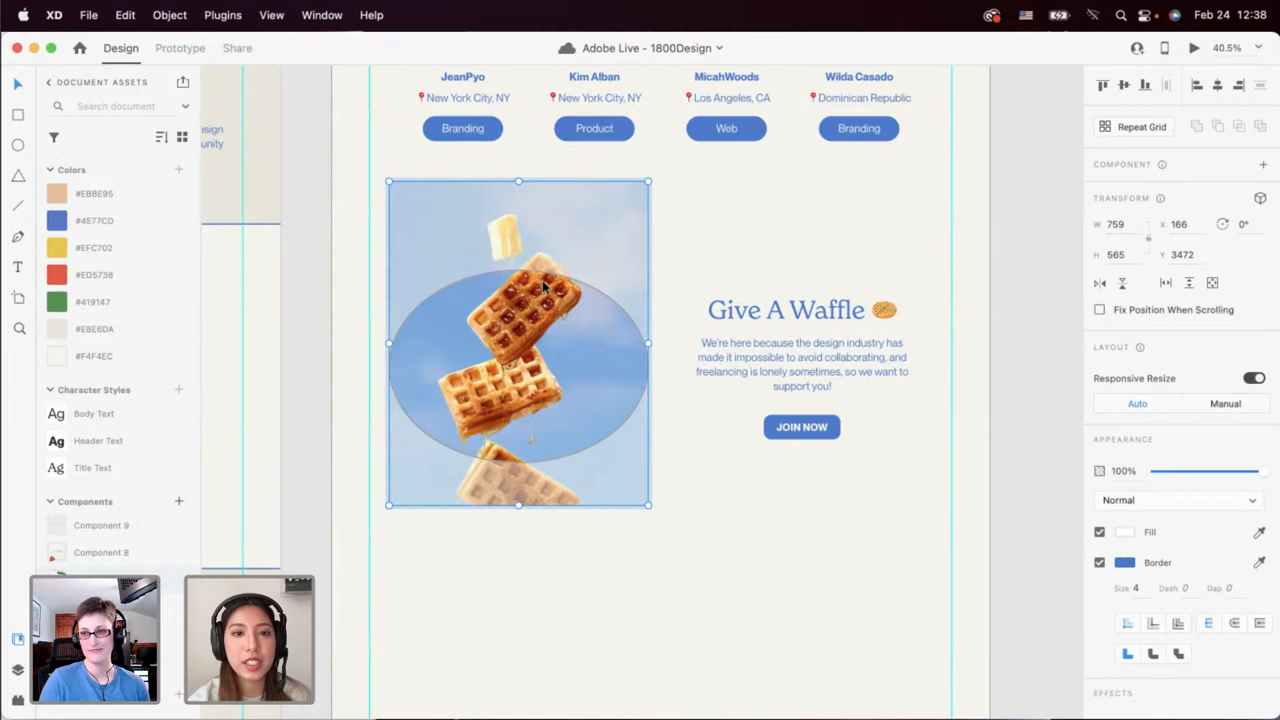 XD File Edit Object Plugins View Window Help
Feb 24 12:38
Design Prototype Share
Adobe Live - 1800Design
40.5%
DOCUMENT ASSETS
Search document
Colors
#EBBE95
#4E77CD
#EFC702
#ED5738
#419147
#E8E6DA
#F4F4EC
Character Styles
Ag Body Text
Ag Header Text
Ag Title Text
Components
Component 9
Component 8
esign
unity
JeanPyo
Kim Alban
MicahWoods
Wilda Casado
New York City, NY
New York City, NY
Los Angeles, CA
Dominican Republic
Branding
Product
Web
Branding
Give A Waffle
We're here because the design industry has
made it impossible to avoid collaborating, and
freelancing is lonely sometimes, so we want to
support you!
JOIN NOW
Repeat Grid
COMPONENT
TRANSFORM
W 759 X 166 0°
H 565 Y 3472
Fix Position When Scrolling
LAYOUT
Responsive Resize
Auto Manual
APPEARANCE
100%
Normal
Fill
Border
Size 4 Dash 0 Gap 0
EFFECTS